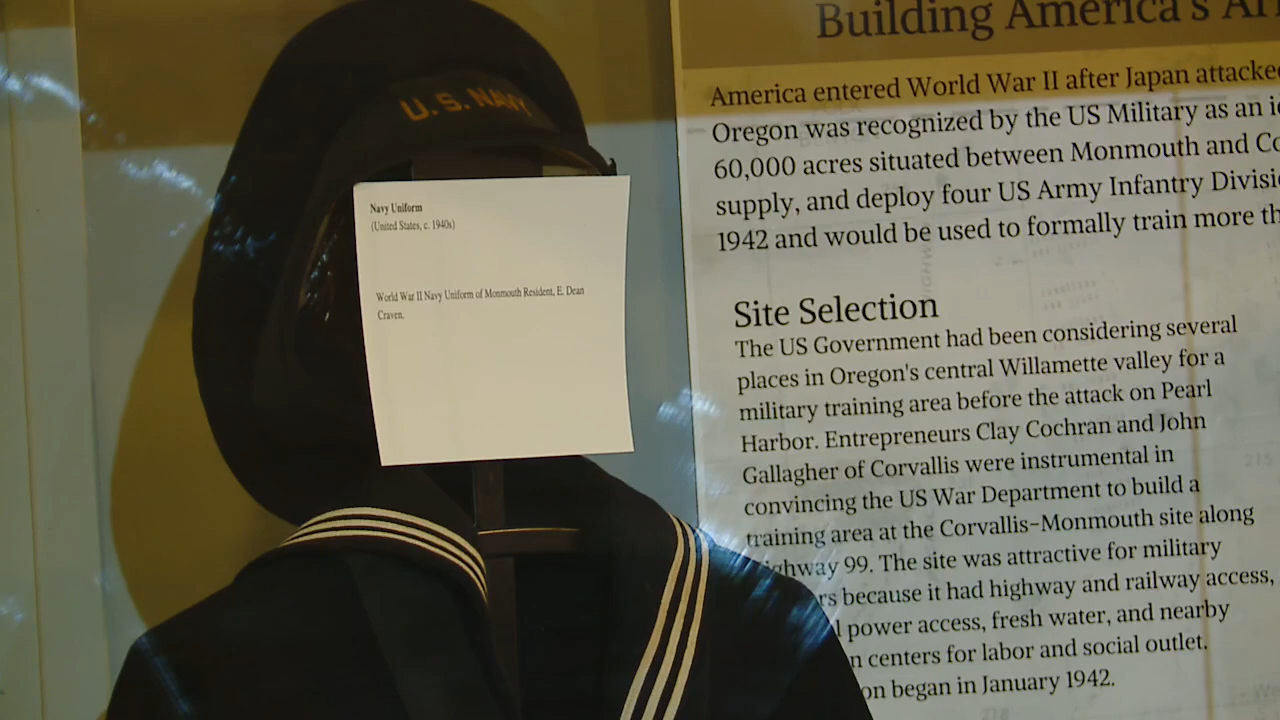 U.S. NAVY
Navy Uniform
(United States, c. 1940s)
World War II Navy Uniform of Monmouth Resident, E. Dean
Craven.
Building America's
America entered World War II after Japan attacked
Oregon was recognized by the US Military as an
60,000 acres situated between Monmouth and
supply, and deploy four US Army Infantry
1942 and would be used to formally train more
Site Selection
The US Government had been considering several
places in Oregon's central Willamette valley for a
military training area before the attack on Pearl
Harbor. Entrepreneurs Clay Cochran and John
Gallagher of Corvallis were instrumental in
convincing the US War Department to build a
training area at the Corvallis-Monmouth site along
99. The site was attractive for military
because it had highway and railway access,
power access, fresh water, and nearby
centers for labor and social outlet.
began in January 1942.